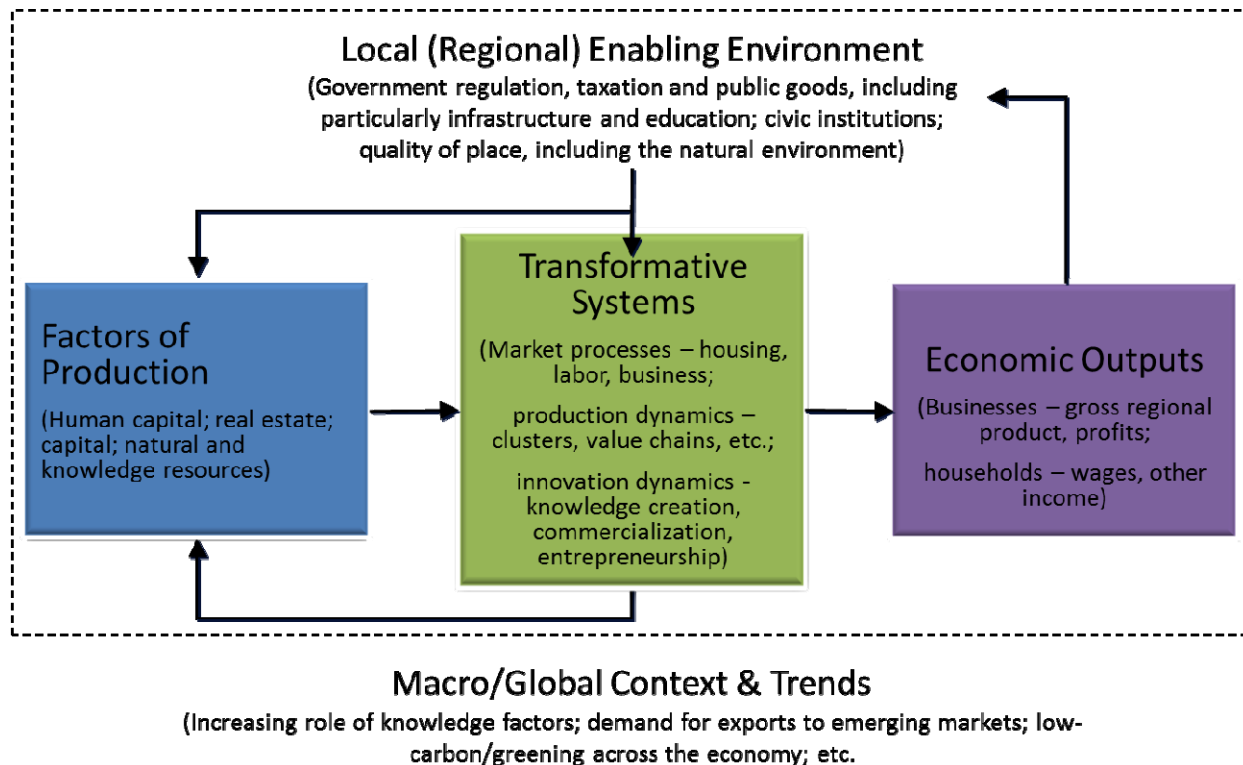 Local (Regional) Enabling Environment
(Government regulation, taxation and public goods, including
particularly infrastructure and education; civic institutions;
quality of place, including the natural environment)
Factors of
Production
(Human capital; real estate;
capital; natural and
knowledge resources)
Transformative
Systems
(Market processes – housing,
labor, business;
production dynamics –
clusters, value chains, etc.;
innovation dynamics -
knowledge creation,
commercialization,
entrepreneurship)
Economic Outputs
(Businesses – gross regional
product, profits;
households – wages, other
income)
Macro/Global Context & Trends
(Increasing role of knowledge factors; demand for exports to emerging markets; low-
carbon/greening across the economy; etc.